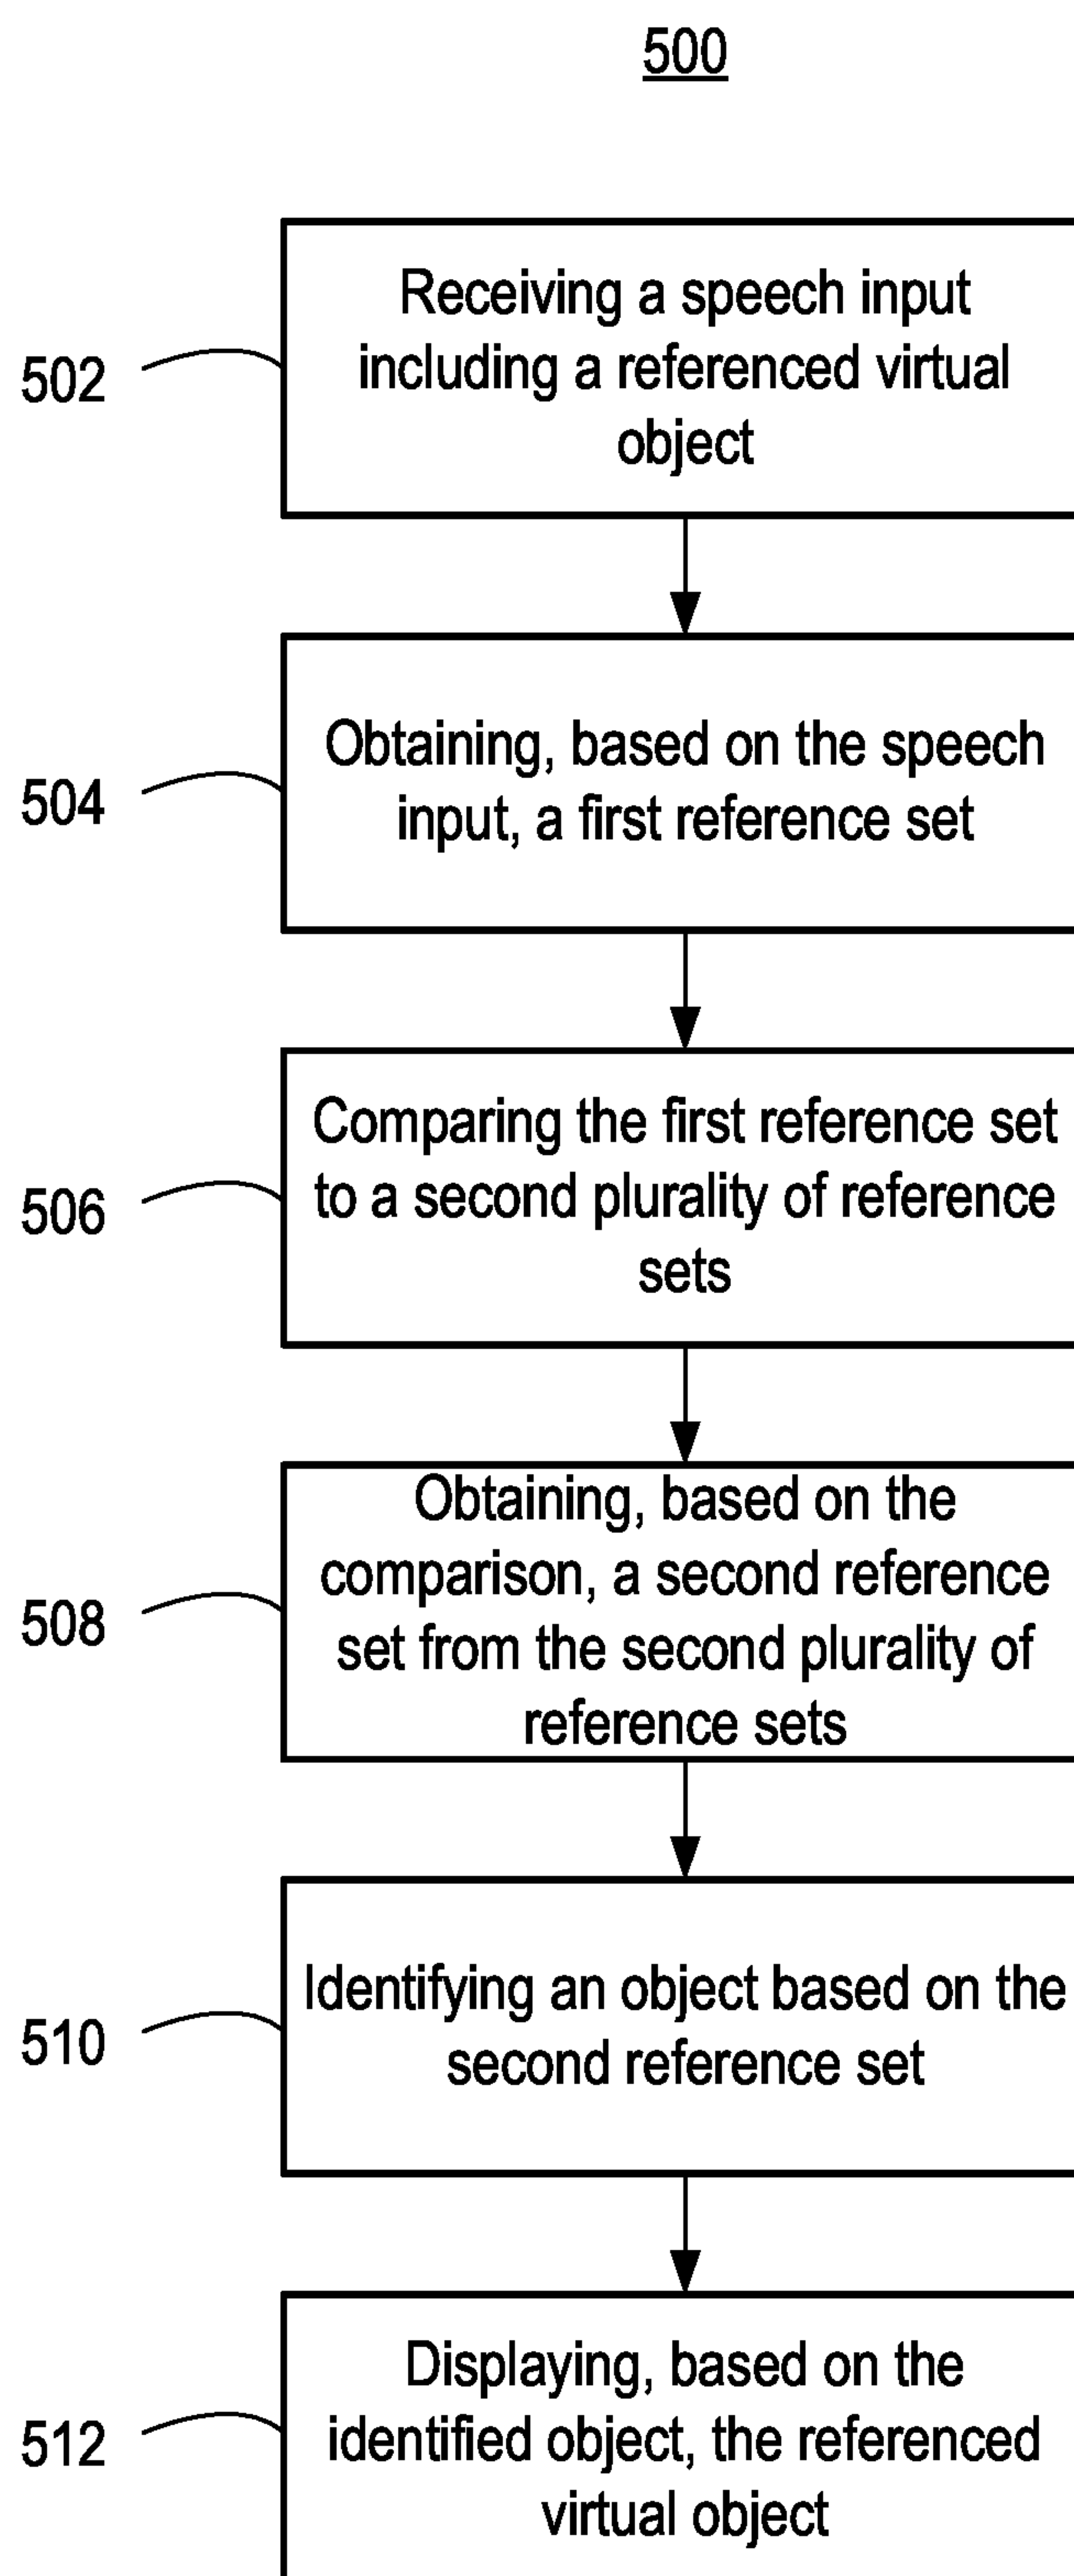 500
502
Receiving a speech input
including a referenced virtual
object
504
Obtaining, based on the speech
input, a first reference set
506
Comparing the first reference set
to a second plurality of reference
sets
508
Obtaining, based on the
comparison, a second reference
set from the second plurality of
reference sets
510
Identifying an object based on the
second reference set
512
Displaying, based on the
identified object, the referenced
virtual object